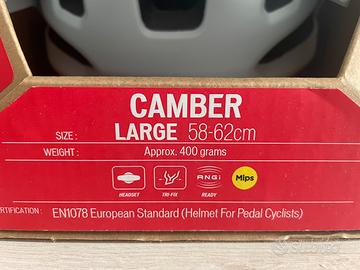 CAMBER
SIZE : LARGE 58-62cm
WEIGHT : Approx. 400 grams
HEADSET TRI-FIX ANGi READY Mips
ERTIFICATION : EN1078 European Standard (Helmet For Pedal Cyclists)